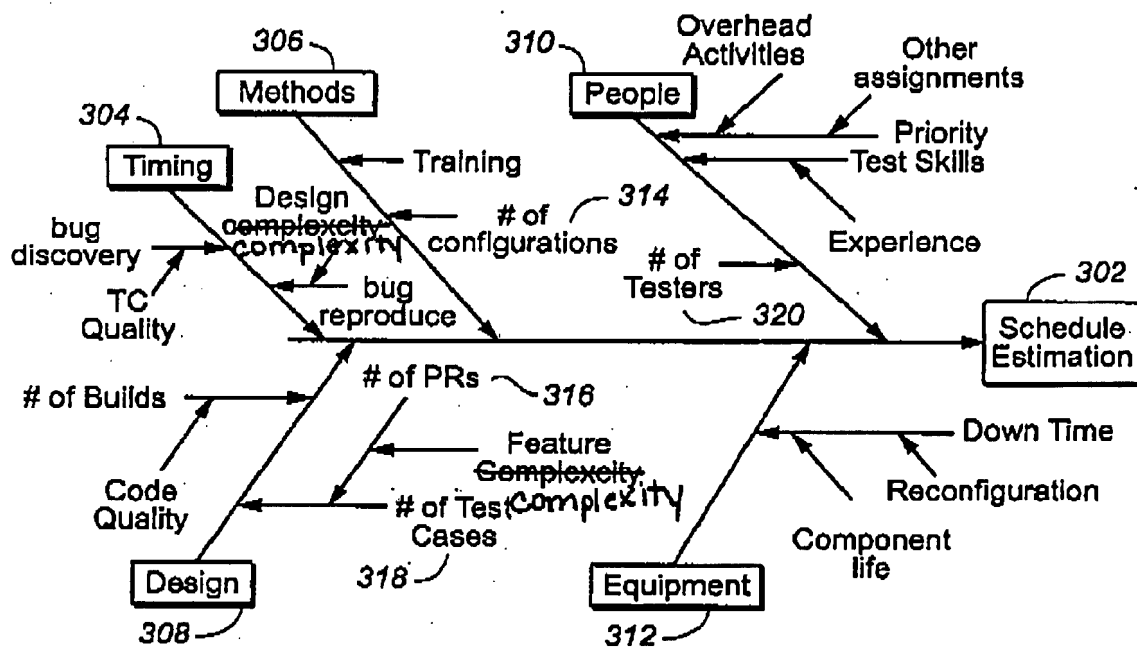 306
Methods
310
People
Overhead
Activities
Other
assignments
304
Timing
Training
Priority
Test Skills
Design
complexcity
complexity
# of
configurations
314
bug
discovery
Experience
# of
Testers
320
302
TC
Quality
bug
reproduce
Schedule
Estimation
# of PRs
316
# of Builds
Feature
Complexcity
complexity
Down Time
Code
Quality
# of Test
Cases
318
Reconfiguration
Component
life
Design
308
Equipment
312